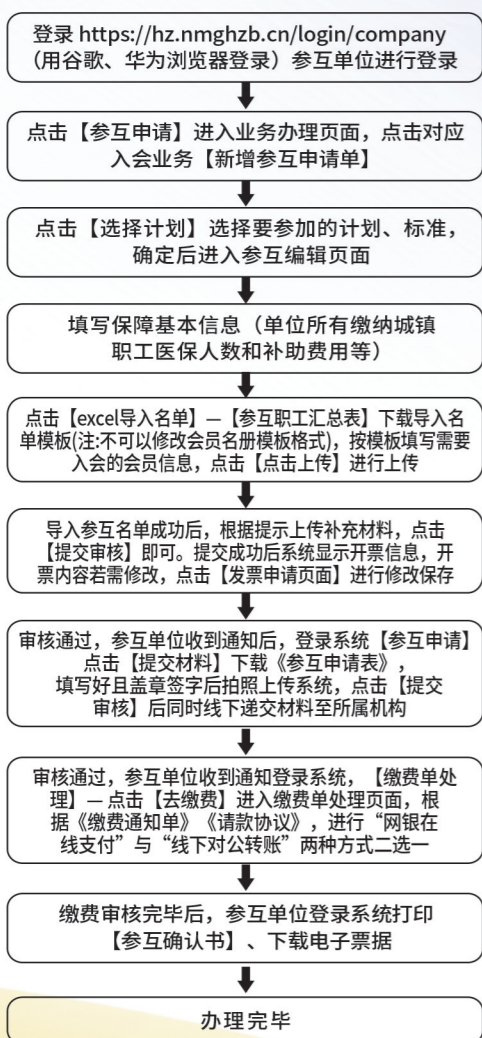 登录 https://hz.nmghzb.cn/login/company
（用谷歌、华为浏览器登录）参互单位进行登录
点击【参互申请】进入业务办理页面，点击对应
入会业务【新增参互申请单】
点击【选择计划】选择要参加的计划、标准，
确定后进入参互编辑页面
填写保障基本信息（单位所有缴纳城镇
职工医保人数和补助费用等）
点击【excel导入名单】—【参互职工汇总表】下载导入名
单模板(注:不可以修改会员名册模板格式)，按模板填写需要
入会的会员信息，点击【点击上传】进行上传
导入参互名单成功后，根据提示上传补充材料，点击
【提交审核】即可。提交成功后系统显示开票信息，开
票内容若需修改，点击【发票申请页面】进行修改保存
审核通过，参互单位收到通知后，登录系统【参互申请】
点击【提交材料】下载《参互申请表》，
填写好且盖章签字后拍照上传系统，点击【提交
审核】后同时线下递交材料至所属机构
审核通过，参互单位收到通知登录系统，【缴费单处
理】— 点击【去缴费】进入缴费单处理页面，根
据《缴费通知单》《请款协议》，进行“网银在
线支付”与“线下对公转账”两种方式二选一
缴费审核完毕后，参互单位登录系统打印
【参互确认书】、下载电子票据
办理完毕